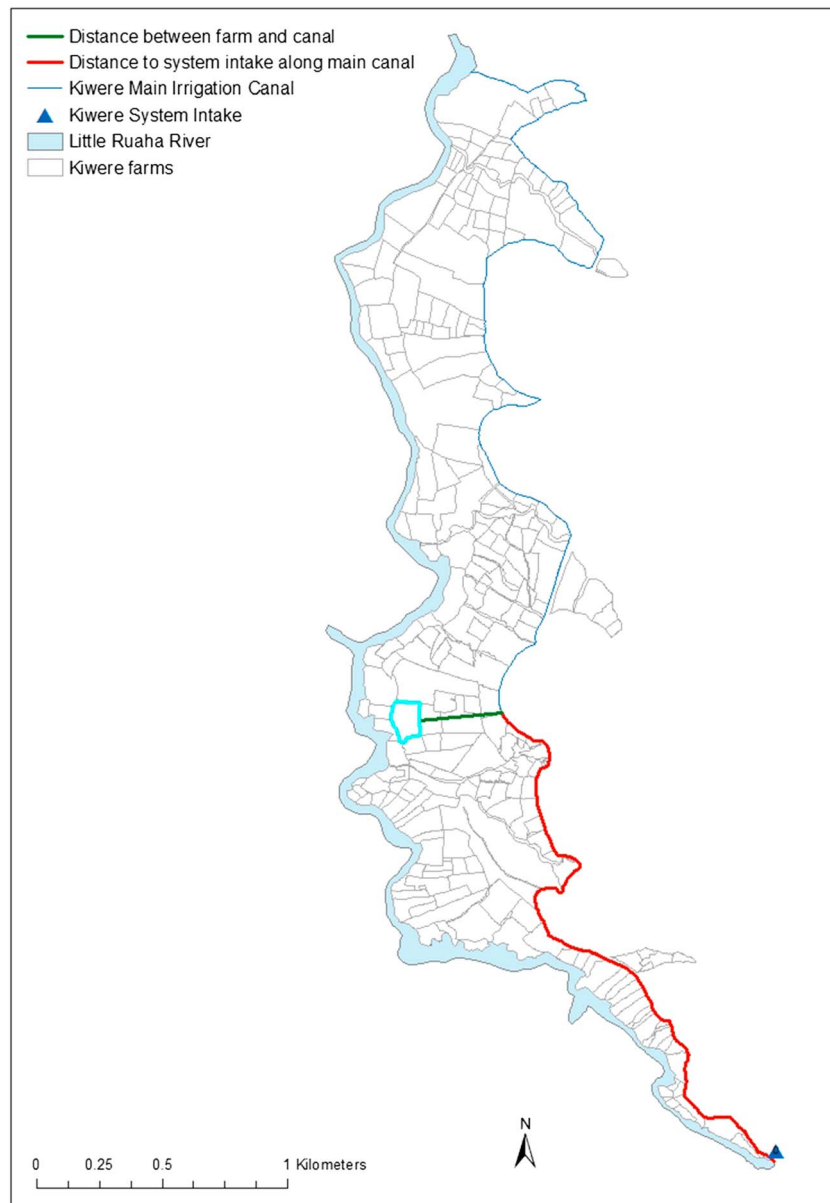 Distance between farm and canal
Distance to system intake along main canal
Kiwere Main Irrigation Canal
Kiwere System Intake
Little Ruaha River
Kiwere farms
N
0 0.25 0.5 1 Kilometers